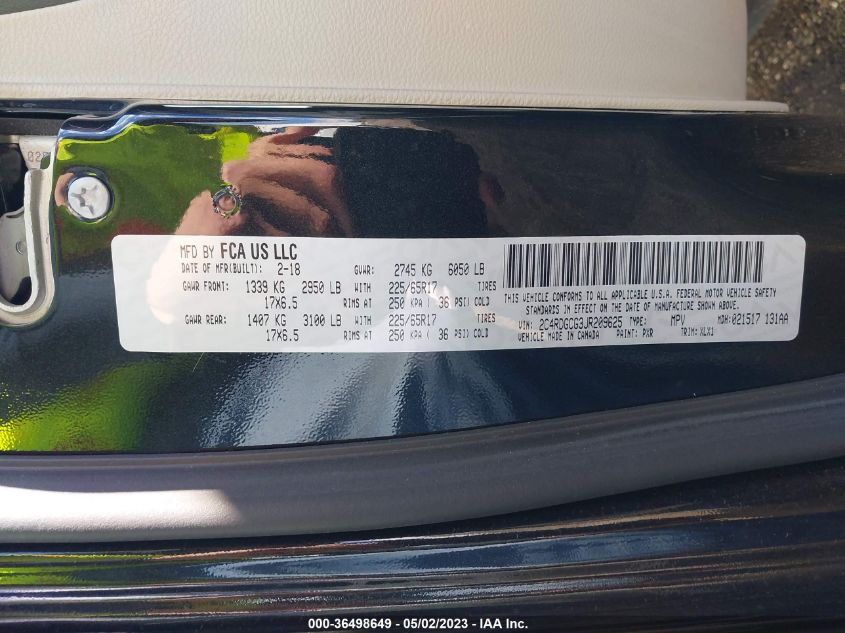 MFD BY FCA US LLC
DATE OF MFR(BUILT): 2-18 GVWR: 2745 KG 6050 LB
GAWR FRONT: 1339 KG 2950 LB WITH 225/65R17 TIRES
17X6.5 RIMS AT 250 KPA ( 36 PSI) COLD
GAWR REAR: 1407 KG 3100 LB WITH 225/65R17 TIRES
17X6.5 RIMS AT 250 KPA ( 36 PSI) COLD
THIS VEHICLE CONFORMS TO ALL APPLICABLE U.S.A. FEDERAL MOTOR VEHICLE SAFETY
STANDARDS IN EFFECT ON THE DATE OF MANUFACTURE SHOWN ABOVE.
VIN: 2C4RDGCG3JR209625 TYPE: MPV MDH:021517 131AA
VEHICLE MADE IN CANADA PAINT: PXR TRIM:XLX1
000-36498649 - 05/02/2023 - IAA Inc.